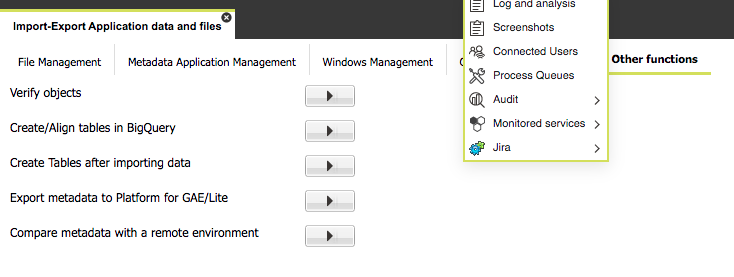 Log and analysis
Import-Export Application data and files
Screenshots
Connected Users
File Management
Metadata Application Management
Windows Management
Other functions
Process Queues
Verify objects
Audit
Create/Align tables in BigQuery
Monitored services
Jira
Create Tables after importing data
Export metadata to Platform for GAE/Lite
Compare metadata with a remote environment